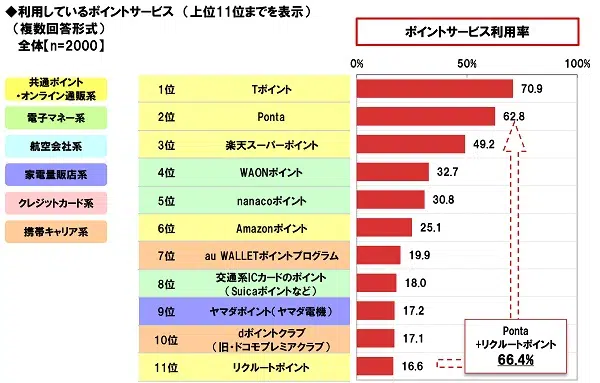 ◆利用しているポイントサービス （上位11位までを表示）
（複数回答形式）
全体【n=2000】
ポイントサービス利用率
0%
50%
100%
共通ポイント
・オンライン通販系
電子マネー系
航空会社系
家電量販店系
クレジットカード系
携帯キャリア系
1位 Tポイント 70.9
2位 Ponta 62.8
3位 楽天スーパーポイント 49.2
4位 WAONポイント 32.7
5位 nanacoポイント 30.8
6位 Amazonポイント 25.1
7位 au WALLETポイントプログラム 19.9
8位 交通系ICカードのポイント
（Suicaポイントなど） 18.0
9位 ヤマダポイント（ヤマダ電機） 17.2
10位 dポイントクラブ
（旧・ドコモプレミアクラブ） 17.1
11位 リクルートポイント 16.6
Ponta
+リクルートポイント
66.4%